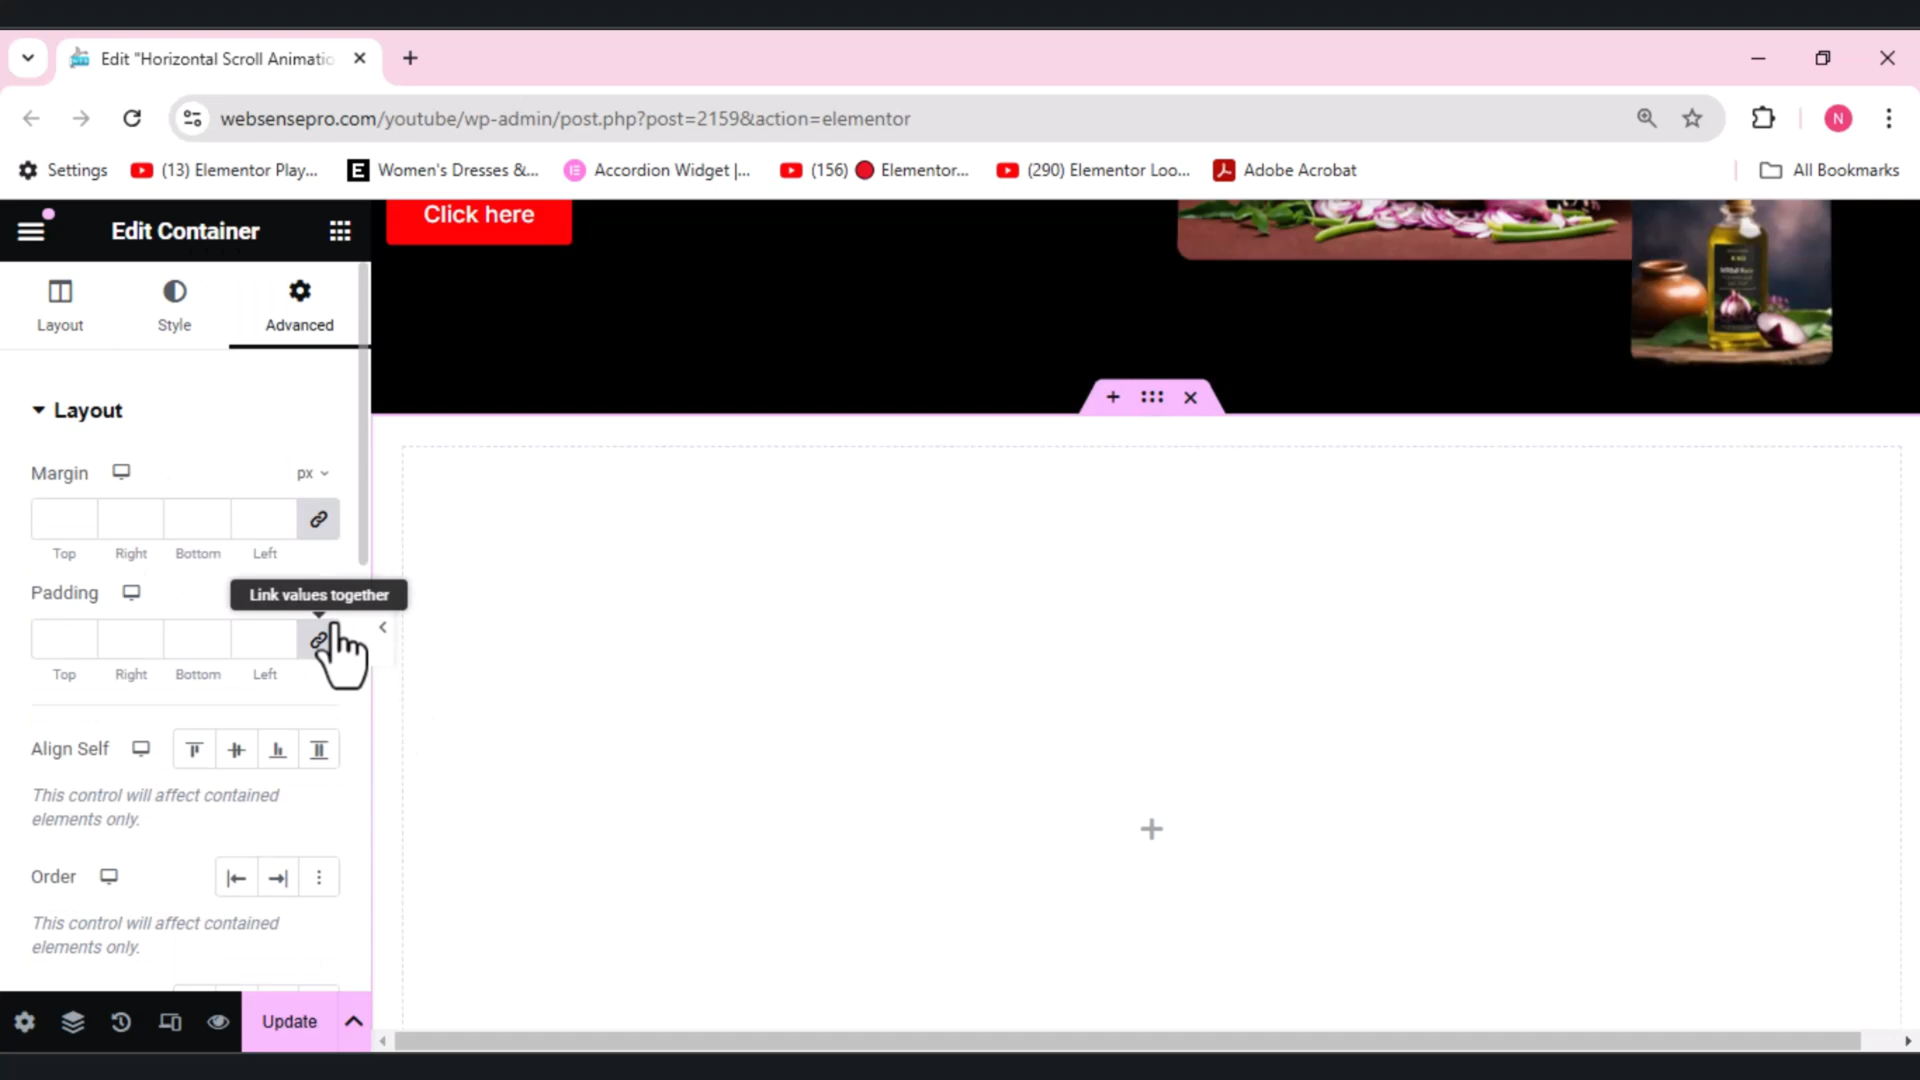 Edit "Horizontal Scroll Animatio
websensepro.com/youtube/wp-admin/post.php?post=2159&action=elementor
N
Settings
(13) Elementor Play...
E
Women's Dresses &...
Accordion Widget |...
(156) Elementor...
(290) Elementor Loo...
Adobe Acrobat
All Bookmarks
Edit Container
Click here
Layout
Style
Advanced
Layout
Margin
px
Top Right Bottom Left
Padding
Link values together
Top Right Bottom Left
Align Self
This control will affect contained
elements only.
Order
This control will affect contained
elements only.
Update